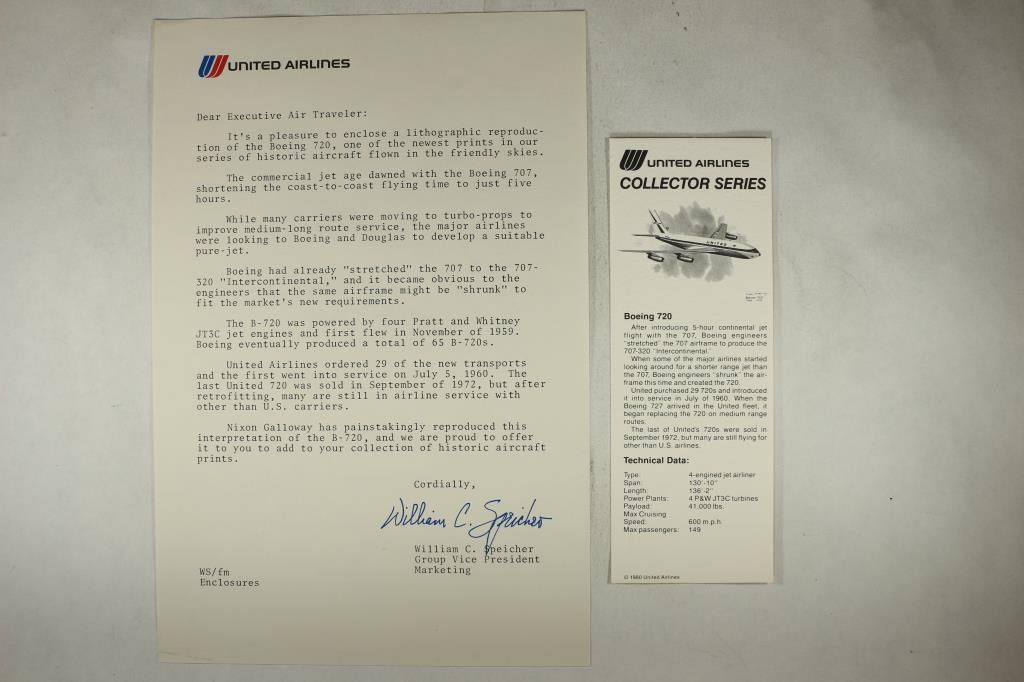 UNITED AIRLINES
Dear Executive Air Traveler:
It's a pleasure to enclose a lithographic reproduc-
tion of the Boeing 720, one of the newest prints in our
series of historic aircraft flown in the friendly skies.
The commercial jet age dawned with the Boeing 707,
shortening the coast-to-coast flying time to just five
hours.
While many carriers were moving to turbo-props to
improve medium-long route service, the major airlines
were looking to Boeing and Douglas to develop a suitable
pure-jet.
Boeing had already "stretched" the 707 to the 707-
320 "Intercontinental," and it became obvious to the
engineers that the same airframe might be "shrunk" to
fit the market's new requirements.
The B-720 was powered by four Pratt and Whitney
JT3C jet engines and first flew in November of 1959.
Boeing eventually produced a total of 65 B-720s.
United Airlines ordered 29 of the new transports
and the first went into service on July 5, 1960. The
last United 720 was sold in September of 1972, but after
retrofitting, many are still in airline service with
other than U.S. carriers.
Nixon Galloway has painstakingly reproduced this
interpretation of the B-720, and we are proud to offer
it to you to add to your collection of historic aircraft
prints.
Cordially,
William C. Speicher
William C. Speicher
Group Vice President
Marketing
WS/fm
Enclosures
UNITED AIRLINES
COLLECTOR SERIES
UNITED
Boeing 720
After introducing 5-hour continental jet
flight with the 707, Boeing engineers
"stretched" the 707 airframe to produce the
707-320 "Intercontinental."
When some of the major airlines started
looking around for a shorter range jet than
the 707, Boeing engineers "shrunk" the air-
frame this time and created the 720.
United purchased 29 720s and introduced
it into service in July of 1960. When the
Boeing 727 arrived in the United fleet, it
began replacing the 720 on medium range
routes.
The last of United's 720s were sold in
September 1972, but many are still flying for
other than U.S. airlines.
Technical Data:
Type: 4-engined jet airliner
Span: 130'-10"
Length: 136'-2"
Power Plants: 4 P&W JT3C turbines
Payload: 41,000 lbs.
Max Cruising
Speed: 600 m.p.h.
Max passengers: 149
© 1980 United Airlines